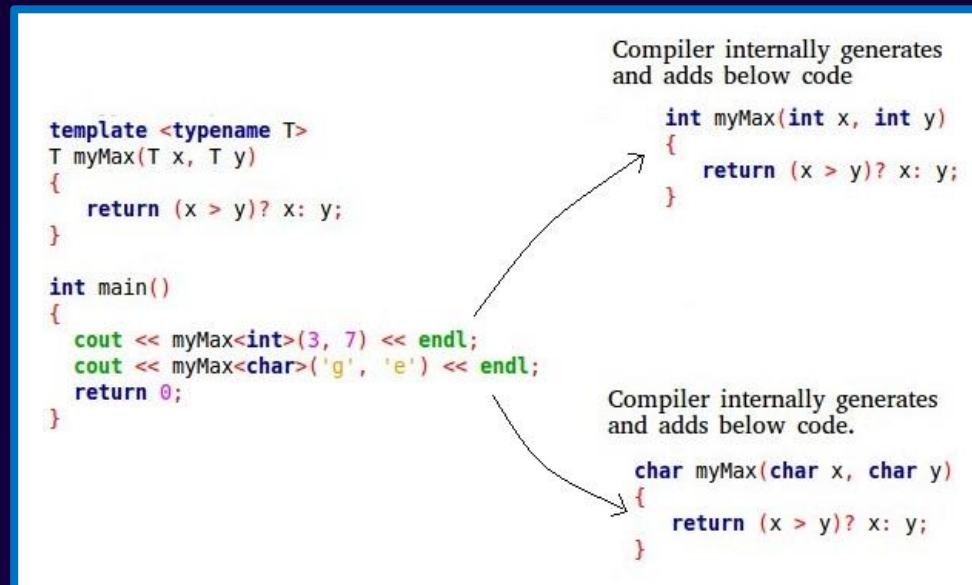 template <typename T>
T myMax(T x, T y)
{
   return (x > y)? x: y;
}
int main()
{
  cout << myMax<int>(3, 7) << endl;
  cout << myMax<char>('g', 'e') << endl;
  return 0;
}
Compiler internally generates
and adds below code
int myMax(int x, int y)
{
   return (x > y)? x: y;
}
Compiler internally generates
and adds below code.
char myMax(char x, char y)
{
   return (x > y)? x: y;
}